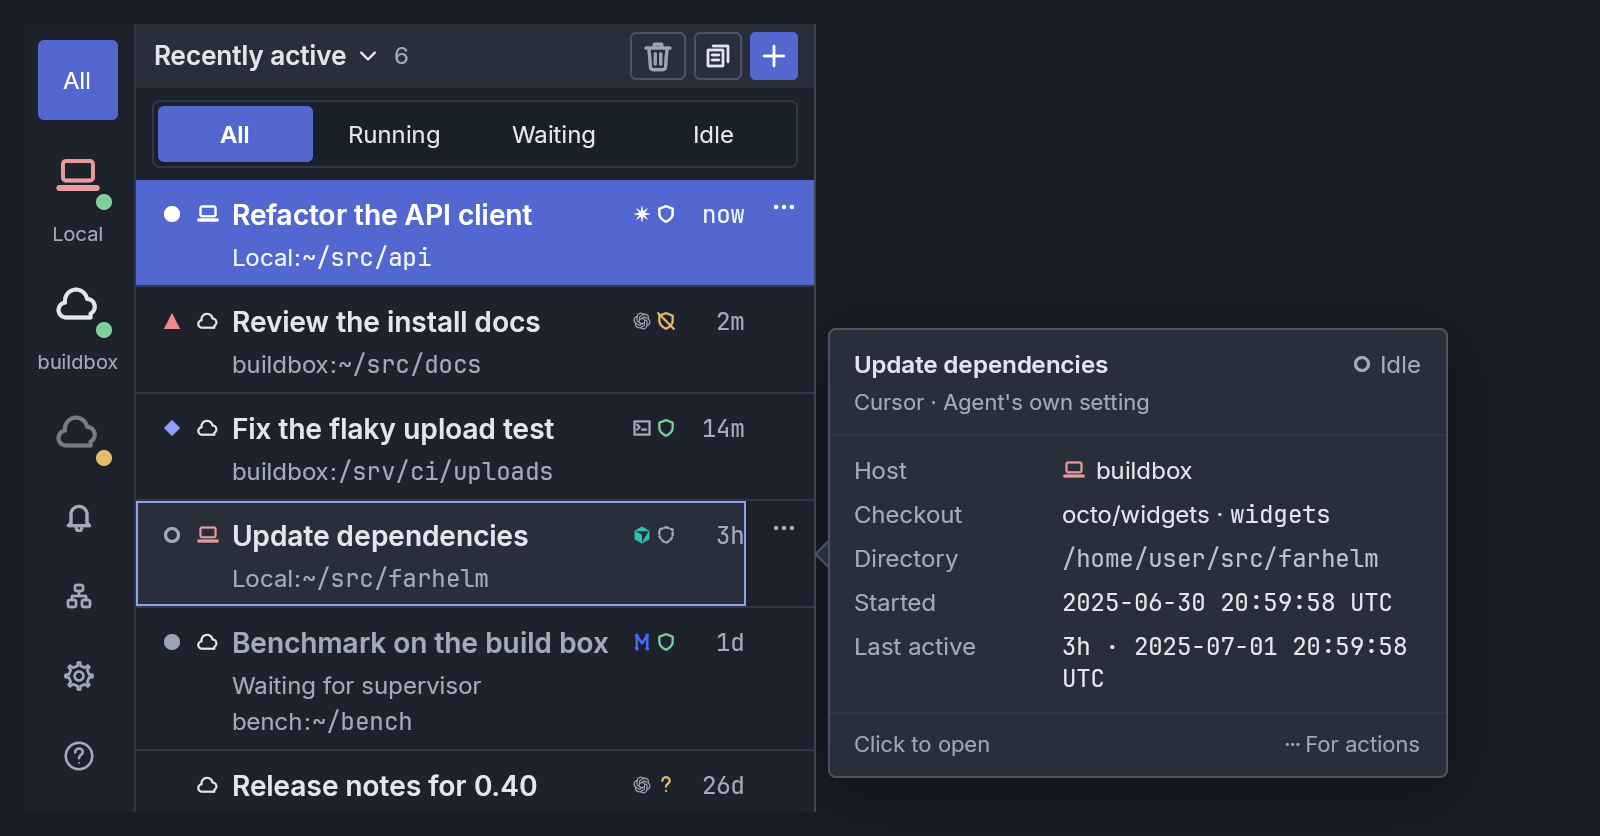 All
Local
buildbox
Recently active 6
All Running Waiting Idle
Refactor the API client now ···
Local:~/src/api
Review the install docs 2m
buildbox:~/src/docs
Fix the flaky upload test 14m
buildbox:/srv/ci/uploads
Update dependencies 3h ···
Local:~/src/farhelm
Benchmark on the build box 1d
Waiting for supervisor
bench:~/bench
Release notes for 0.40 ? 26d
Update dependencies Idle
Cursor · Agent's own setting
Host buildbox
Checkout octo/widgets · widgets
Directory /home/user/src/farhelm
Started 2025-06-30 20:59:58 UTC
Last active 3h · 2025-07-01 20:59:58
UTC
Click to open ··· For actions